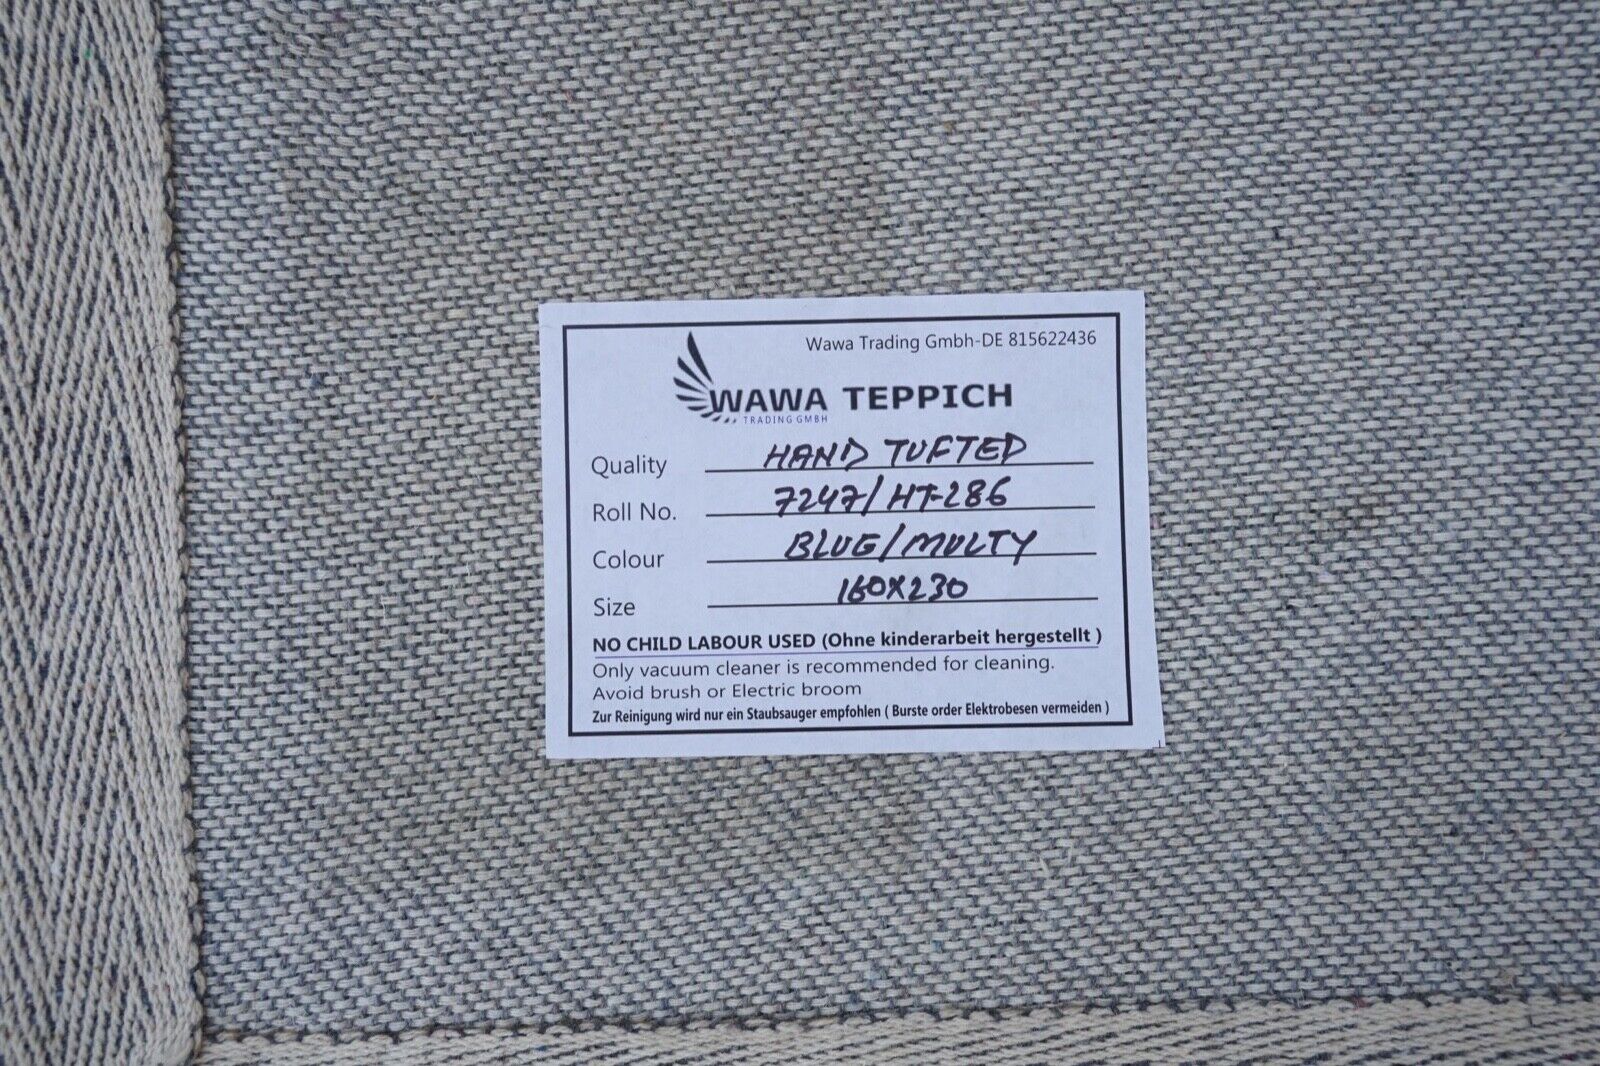 Wawa Trading Gmbh-DE 815622436
WAWA TEPPICH
TRADING GMBH
Quality HAND TUFTED
Roll No. 7247/HT-286
Colour BLUE/MULTY
Size 160X230
NO CHILD LABOUR USED (Ohne kinderarbeit hergestellt )
Only vacuum cleaner is recommended for cleaning.
Avoid brush or Electric broom
Zur Reinigung wird nur ein Staubsauger empfohlen ( Burste order Elektrobesen vermeiden )